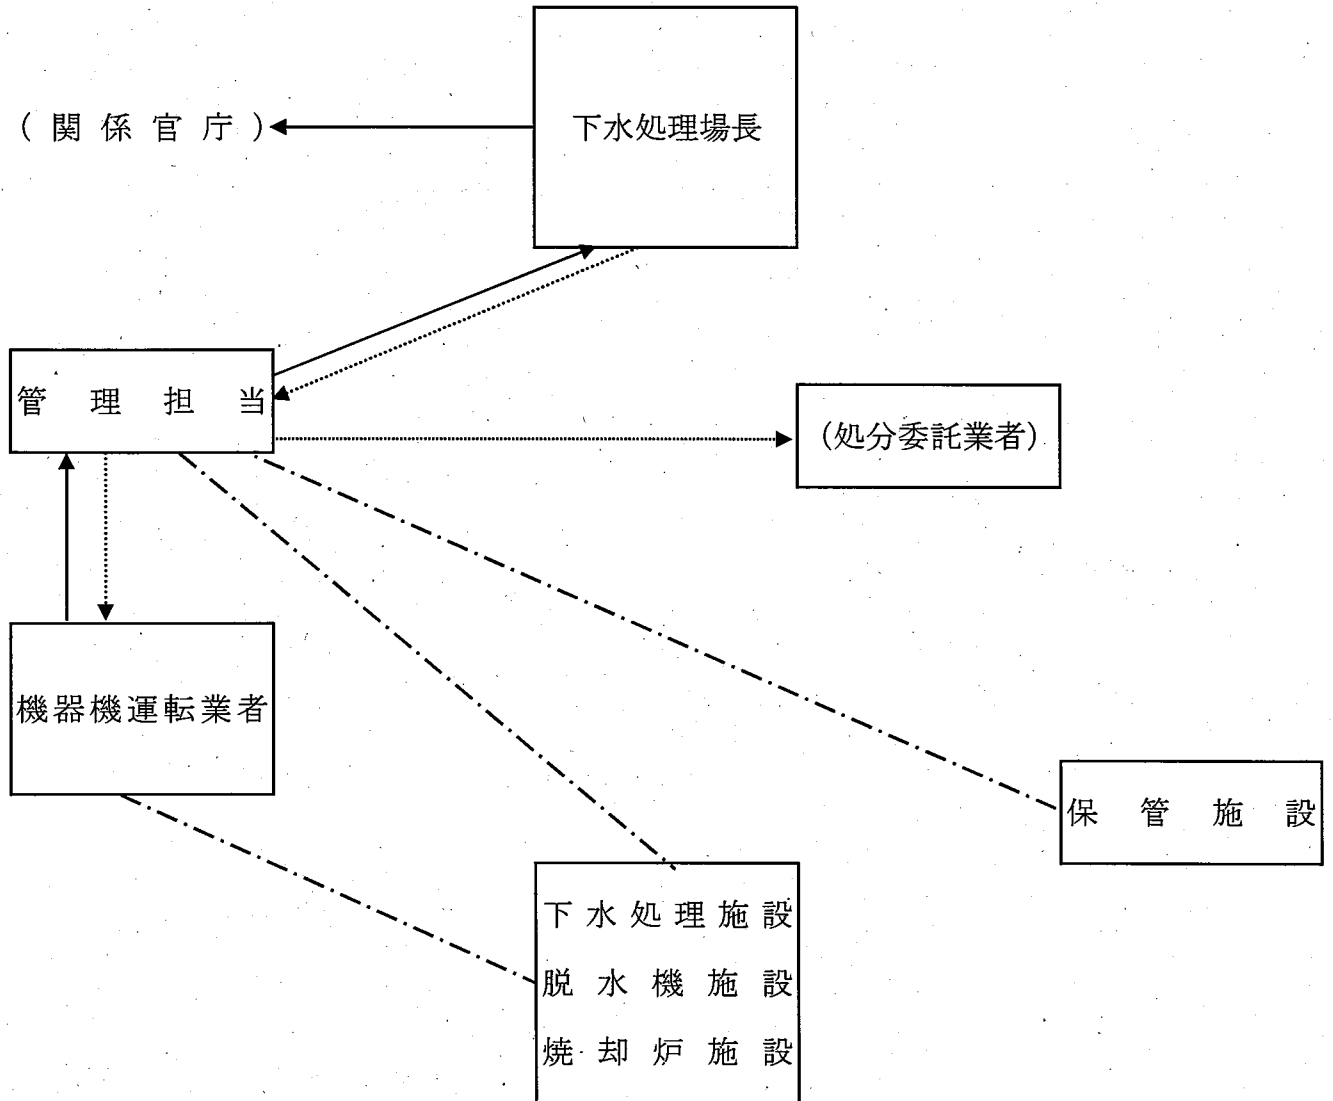 (関係官庁)
下水処理場長
管理担当
(処分委託業者)
機器機運転業者
保管施設
下水処理施設
脱水機施設
焼却炉施設